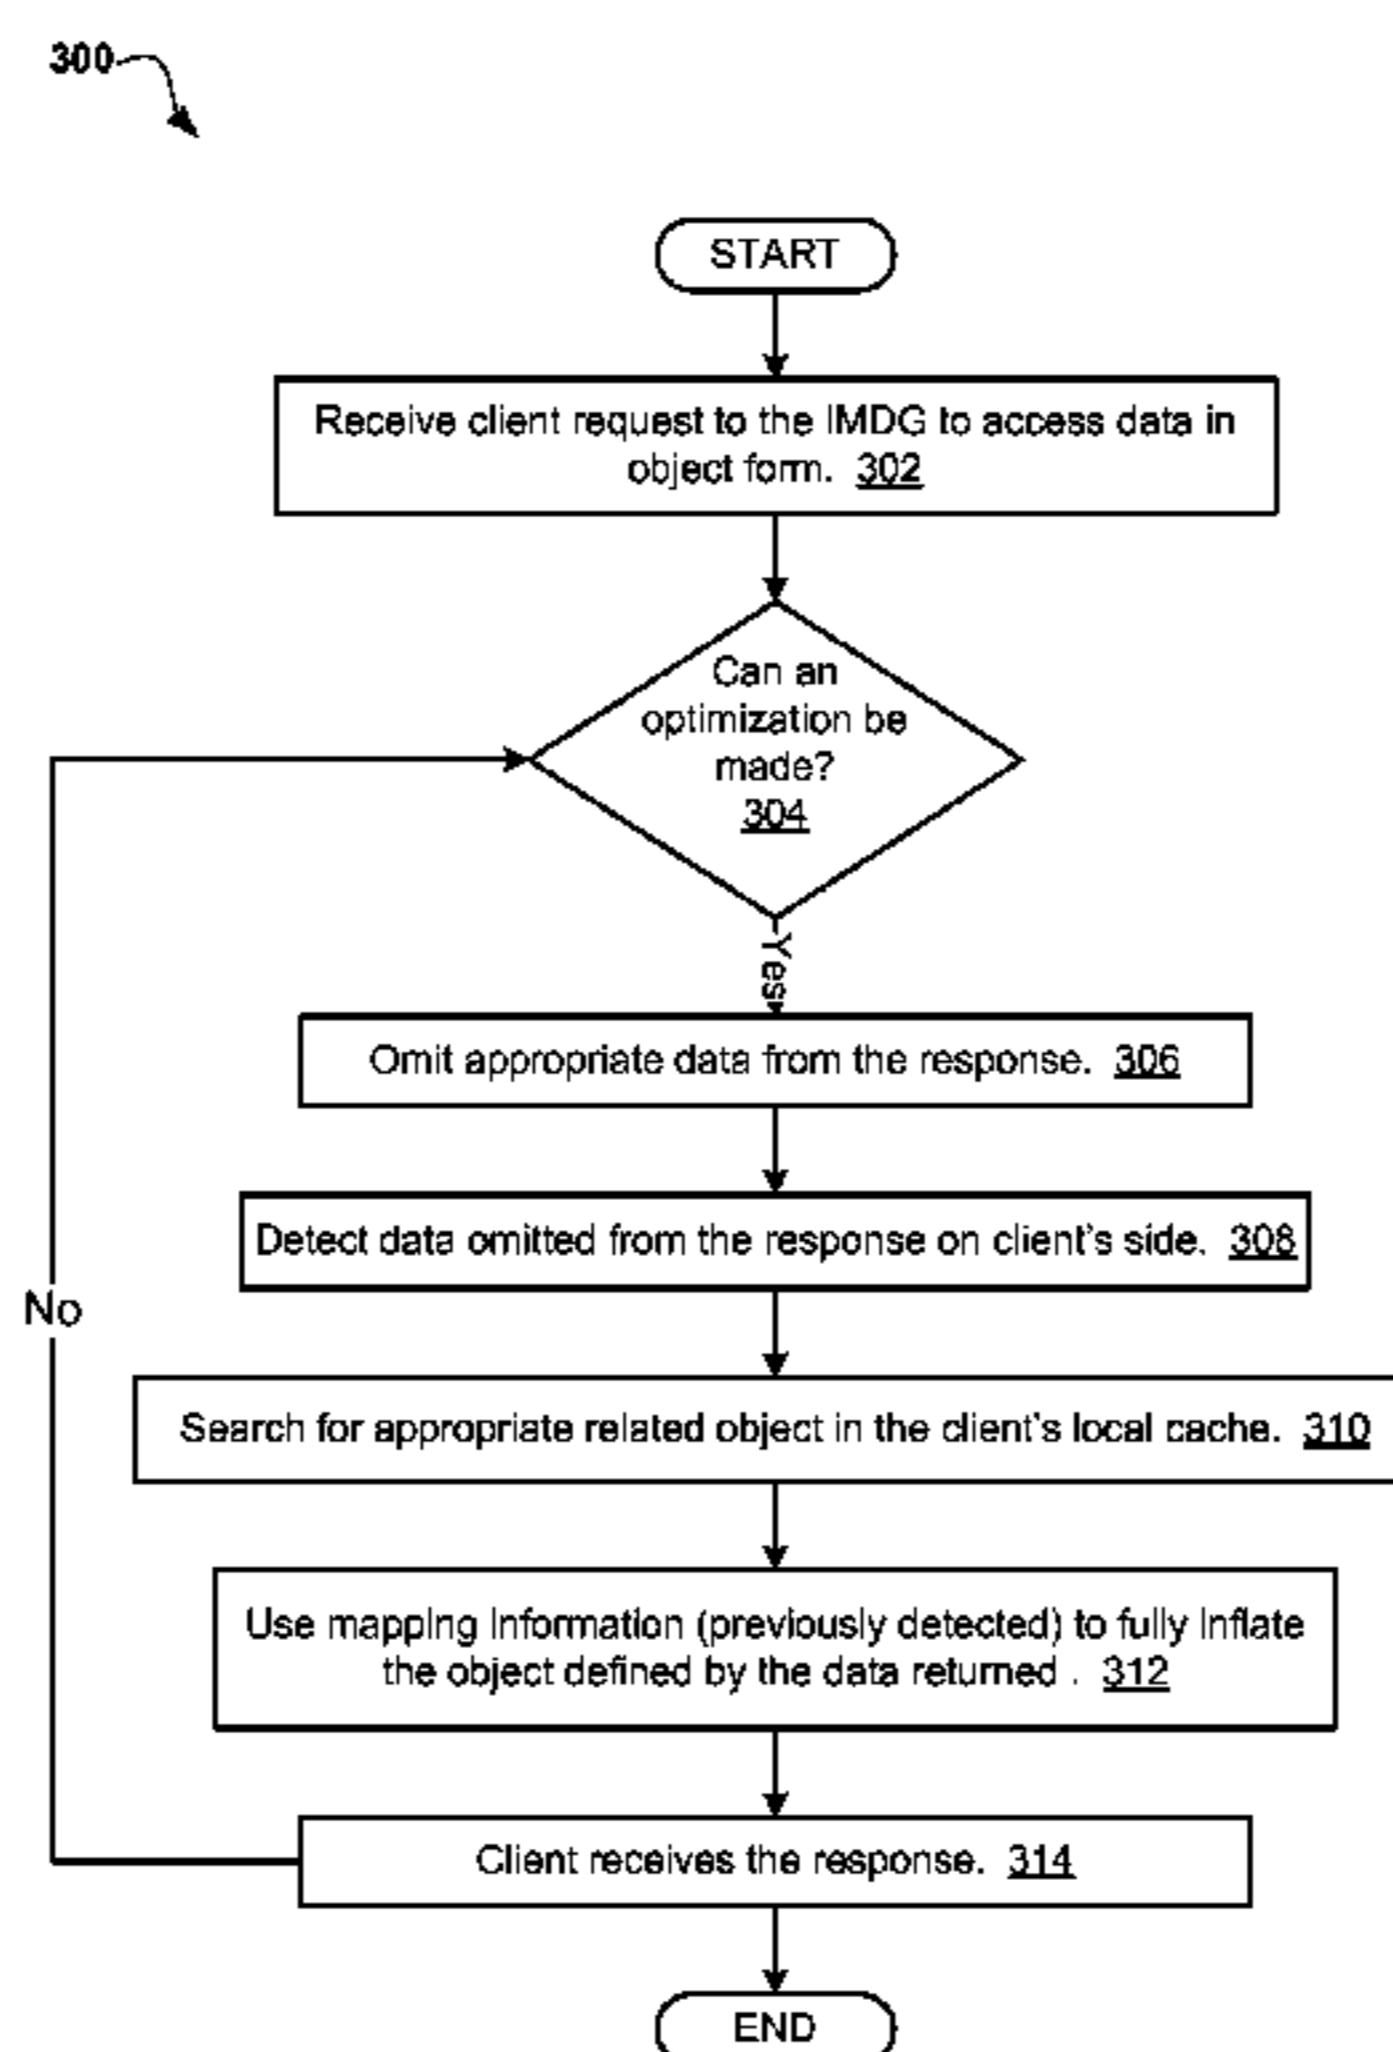 300
START
Receive client request to the IMDG to access data in
object form. 302
Can an
optimization be
made?
304
Yes
Omit appropriate data from the response. 306
Detect data omitted from the response on client's side. 308
No
Search for appropriate related object in the client's local cache. 310
Use mapping Information (previously detected) to fully Inflate
the object defined by the data returned . 312
Client receives the response. 314
END